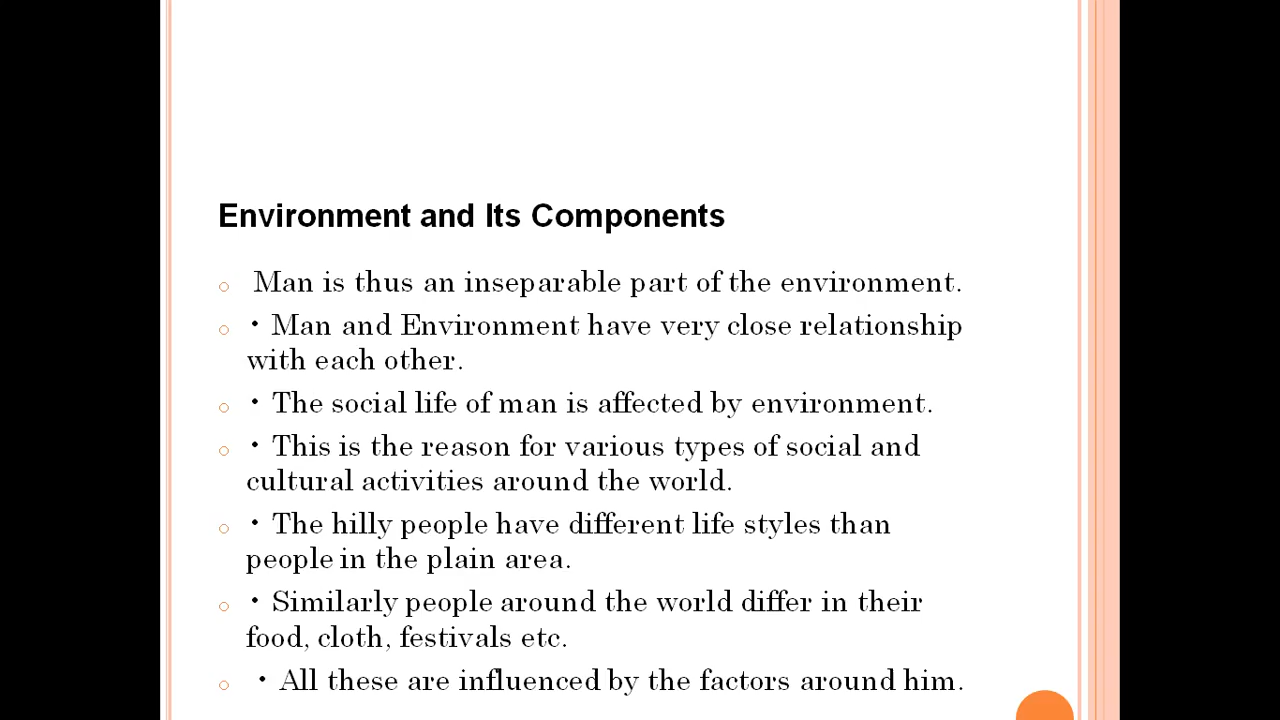 Environment and Its Components
Man is thus an inseparable part of the environment.
• Man and Environment have very close relationship
with each other.
• The social life of man is affected by environment.
• This is the reason for various types of social and
cultural activities around the world.
• The hilly people have different life styles than
people in the plain area.
• Similarly people around the world differ in their
food, cloth, festivals etc.
• All these are influenced by the factors around him.